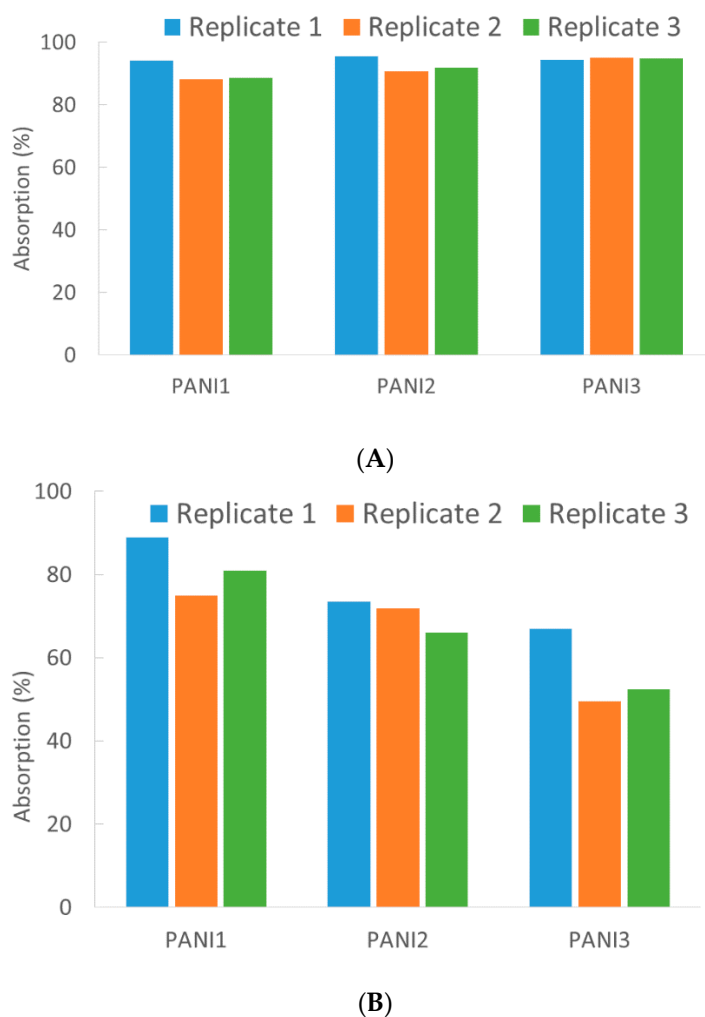 Replicate 1 Replicate 2 Replicate 3
Absorption (%)
100
80
60
40
20
0
PANI1 PANI2 PANI3
(A)
Replicate 1 Replicate 2 Replicate 3
Absorption (%)
100
80
60
40
20
0
PANI1 PANI2 PANI3
(B)